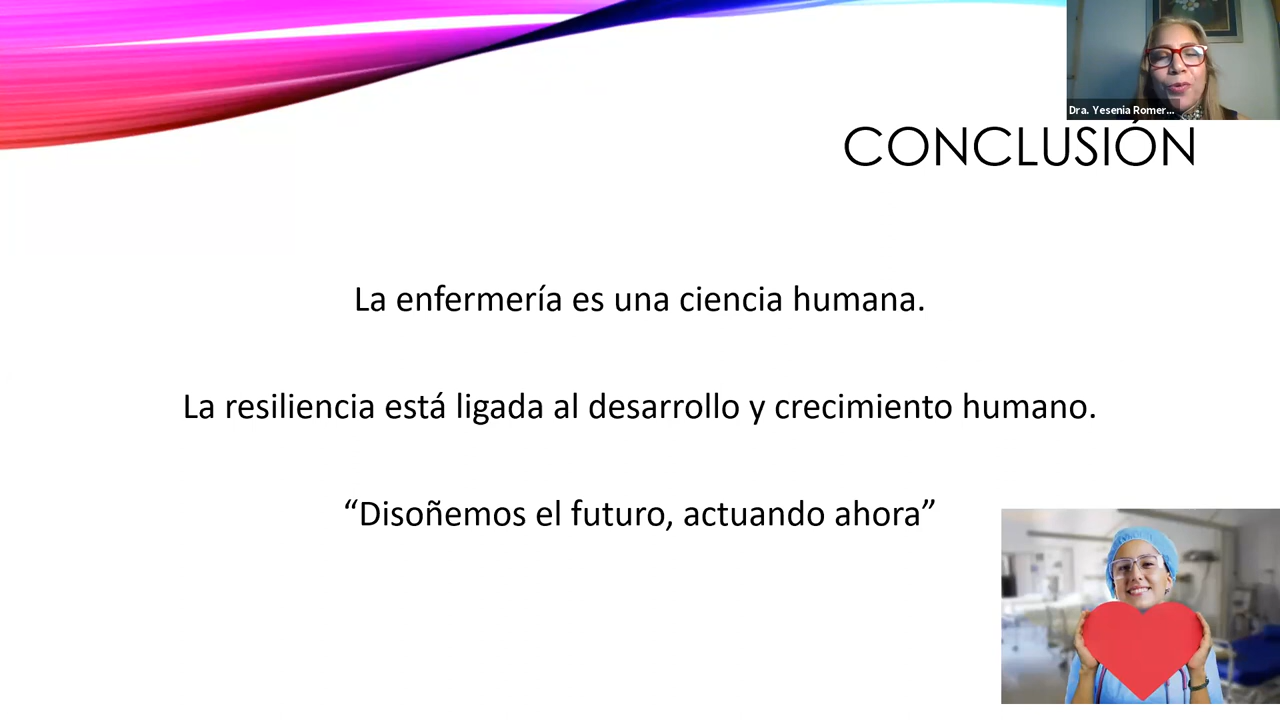 Dra. Yesenia Romer...
CONCLUSIÓN
La enfermería es una ciencia humana.
La resiliencia está ligada al desarrollo y crecimiento humano.
“Disoñemos el futuro, actuando ahora”